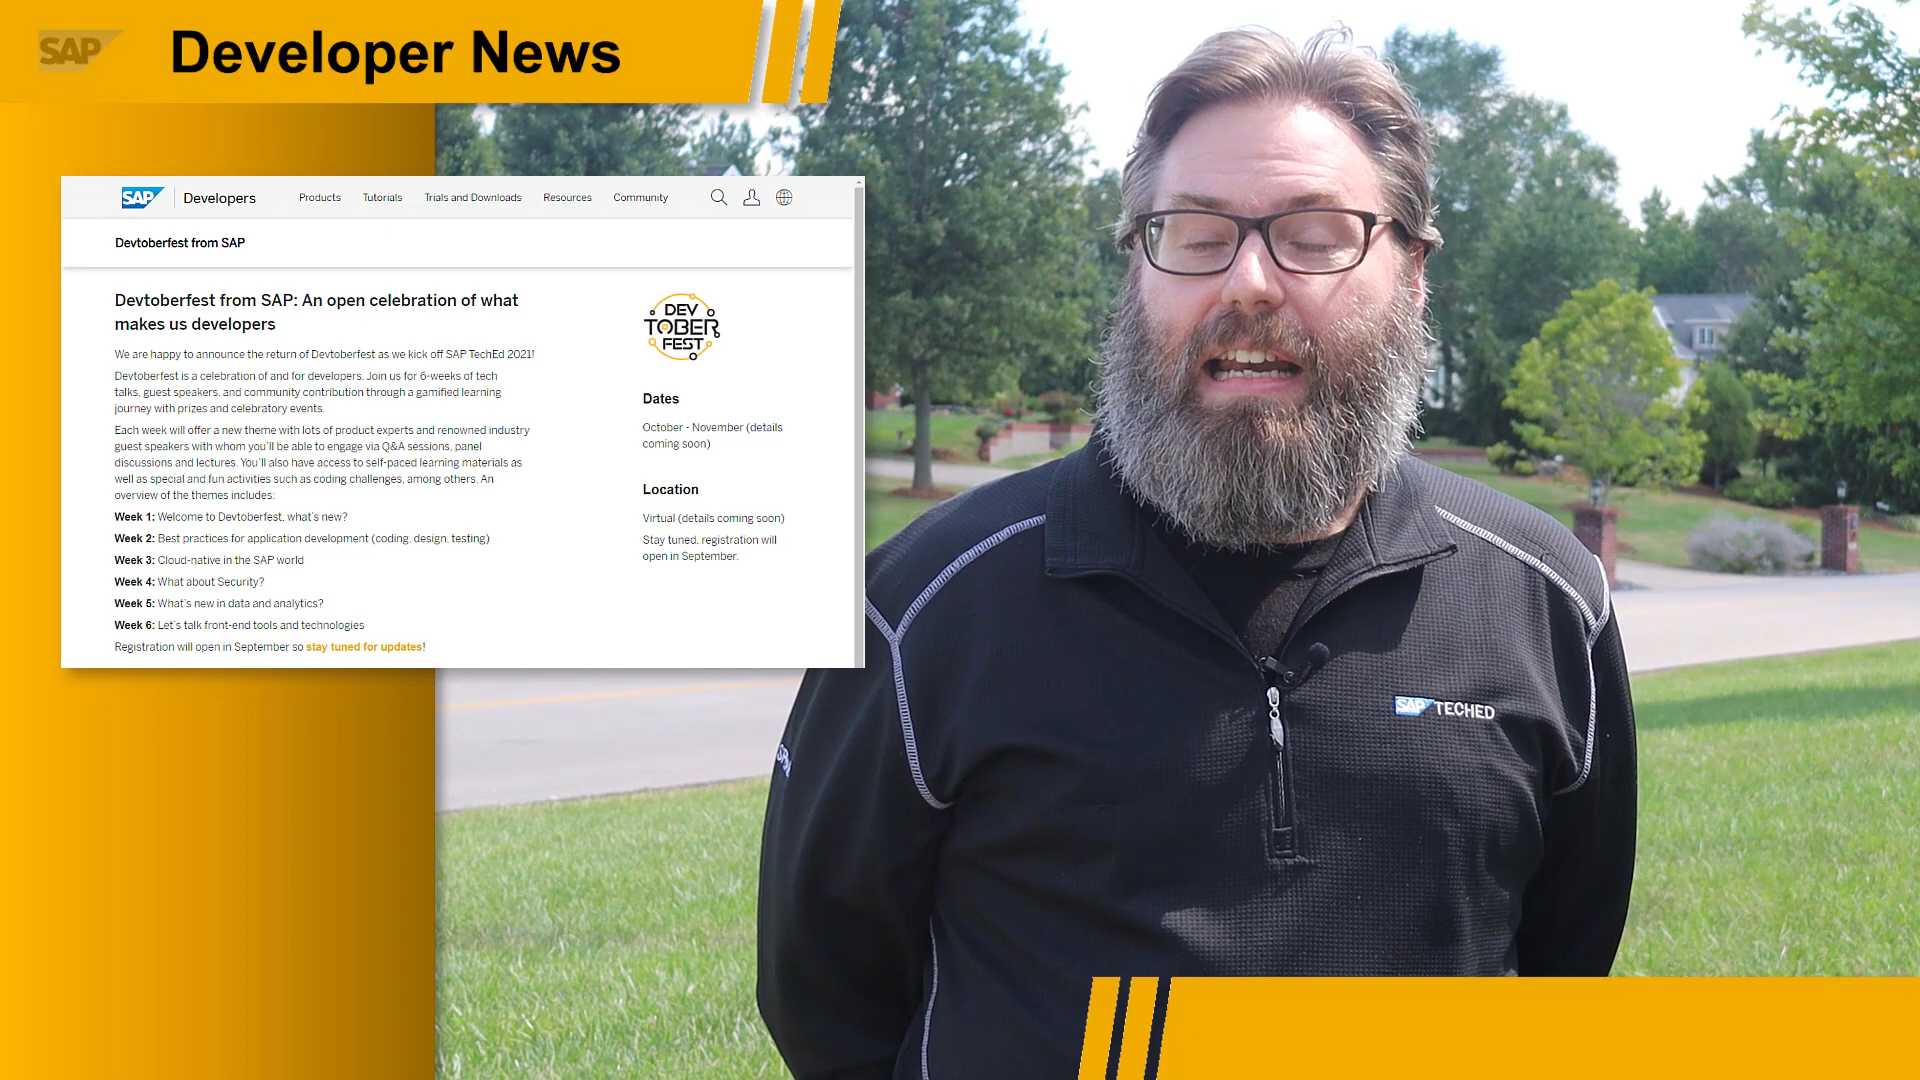 SAP
Developer News
SAP
Developers
Products
Tutorials
Trials and Downloads
Resources
Community
Devtoberfest from SAP
Devtoberfest from SAP: An open celebration of what
makes us developers
We are happy to announce the return of Devtoberfest as we kick off SAP TechEd 2021!
Devtoberfest is a celebration of and for developers. Join us for 6-weeks of tech
talks, guest speakers, and community contribution through a gamified learning
journey with prizes and celebratory events.
Each week will offer a new theme with lots of product experts and renowned industry
guest speakers with whom you'll be able to engage via Q&A sessions, panel
discussions and lectures. You'll also have access to self-paced learning materials as
well as special and fun activities such as coding challenges, among others. An
overview of the themes includes:
Week 1: Welcome to Devtoberfest, what's new?
Week 2: Best practices for application development (coding, design, testing)
Week 3: Cloud-native in the SAP world
Week 4: What about Security?
Week 5: What's new in data and analytics?
Week 6: Let's talk front-end tools and technologies
Registration will open in September so stay tuned for updates!
DEV
TOBER
FEST
Dates
October - November (details
coming soon)
Location
Virtual (details coming soon)
Stay tuned, registration will
open in September.
SAP TECHED